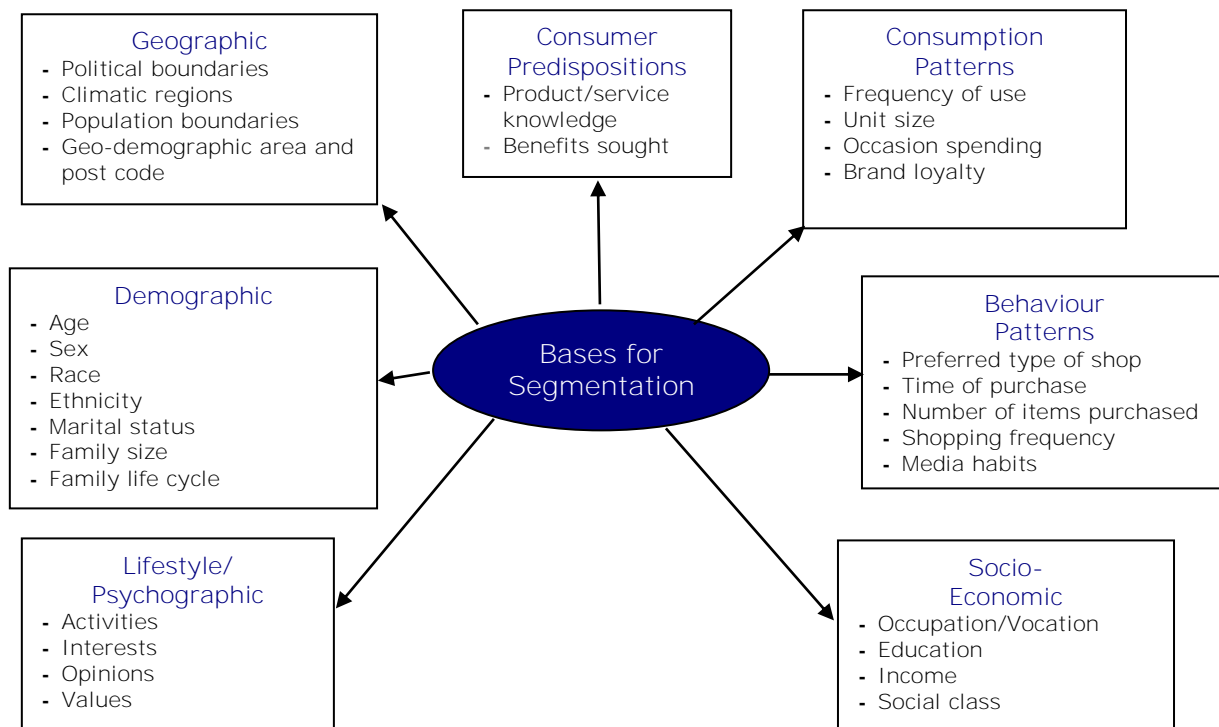 Geographic
- Political boundaries
- Climatic regions
- Population boundaries
- Geo-demographic area and
post code
Consumer
Predispositions
- Product/service
knowledge
- Benefits sought
Consumption
Patterns
- Frequency of use
- Unit size
- Occasion spending
- Brand loyalty
Demographic
- Age
- Sex
- Race
- Ethnicity
- Marital status
- Family size
- Family life cycle
Bases for
Segmentation
Behaviour
Patterns
- Preferred type of shop
- Time of purchase
- Number of items purchased
- Shopping frequency
- Media habits
Lifestyle/
Psychographic
- Activities
- Interests
- Opinions
- Values
Socio-
Economic
- Occupation/Vocation
- Education
- Income
- Social class